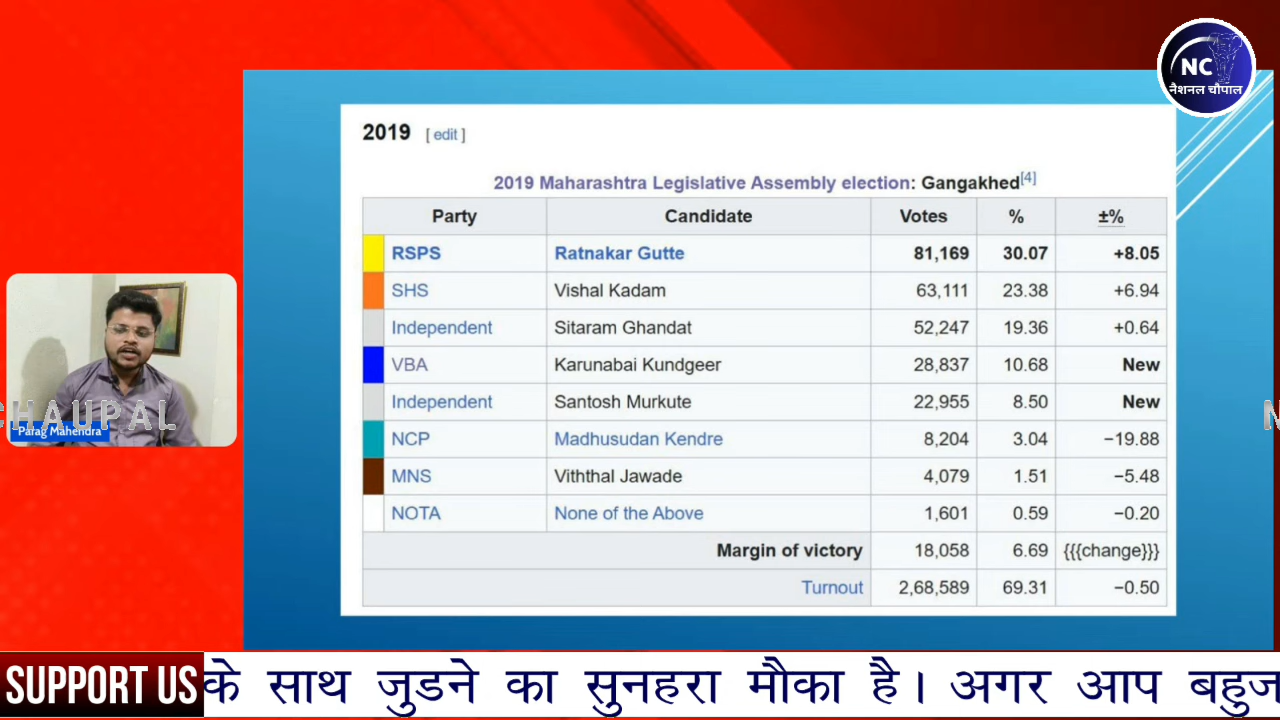 NC
नैशनल चौपाल
2019 [ edit ]
2019 Maharashtra Legislative Assembly election: Gangakhed[4]
Party Candidate Votes % ±%
RSPS Ratnakar Gutte 81,169 30.07 +8.05
SHS Vishal Kadam 63,111 23.38 +6.94
Independent Sitaram Ghandat 52,247 19.36 +0.64
VBA Karunabai Kundgeer 28,837 10.68 New
Independent Santosh Murkute 22,955 8.50 New
NCP Madhusudan Kendre 8,204 3.04 −19.88
MNS Viththal Jawade 4,079 1.51 −5.48
NOTA None of the Above 1,601 0.59 −0.20
Margin of victory 18,058 6.69 {{{change}}}
Turnout 2,68,589 69.31 −0.50
CHAUPAL
Parag Mahendra
SUPPORT US के साथ जुडने का सुनहरा मौका है। अगर आप बहुज